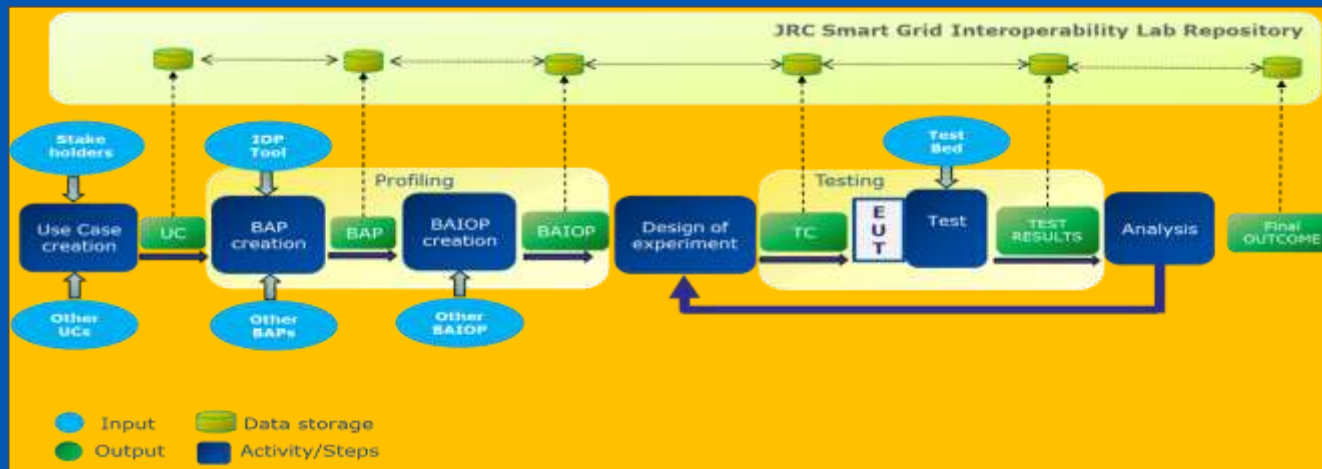 JRC Smart Grid Interoperability Lab Repository
Stake
holders
IOP
Tool
Test
Bed
Profiling
Testing
Use Case
creation
UC
BAP
creation
BAP
BAIOP
creation
BAIOP
Design of
experiment
TC
E
U
T
Test
TEST
RESULTS
Analysis
Final
OUTCOME
Other
UCs
Other
BAPs
Other
BAIOP
Input
Data storage
Output
Activity/Steps